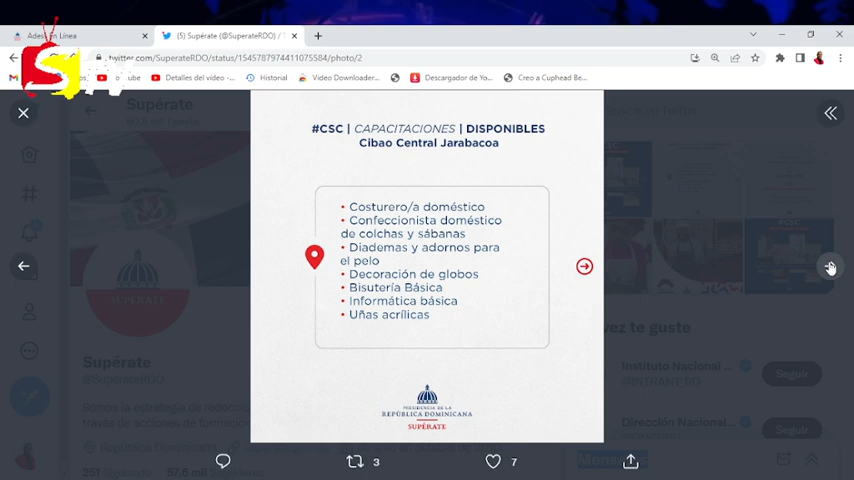 Ades
n Línea
(5) Supérate (@SuperateRDO) / T
twitter.com/SuperateRDO/status/1545787974411075584/photo/2
Detalles del vídeo -...
Historial
Video Downloader...
Descargador de Yo...
Creo a Cuphead Be...
Supérate
#CSC | CAPACITACIONES | DISPONIBLES
Cibao Central Jarabacoa
• Costurero/a doméstico
• Confeccionista doméstico
de colchas y sábanas
• Diademas y adornos para
el pelo
• Decoración de globos
• Bisutería Básica
• Informática básica
• Uñas acrílicas
PRESIDENCIA DE LA
REPÚBLICA DOMINICANA
SUPÉRATE
SUPÉRATE
Supérate
@SuperateRDO
vez te guste
Instituto Nacional ...
Seguir
Dirección Nacional...
Seguir
República Dominicana
3
7